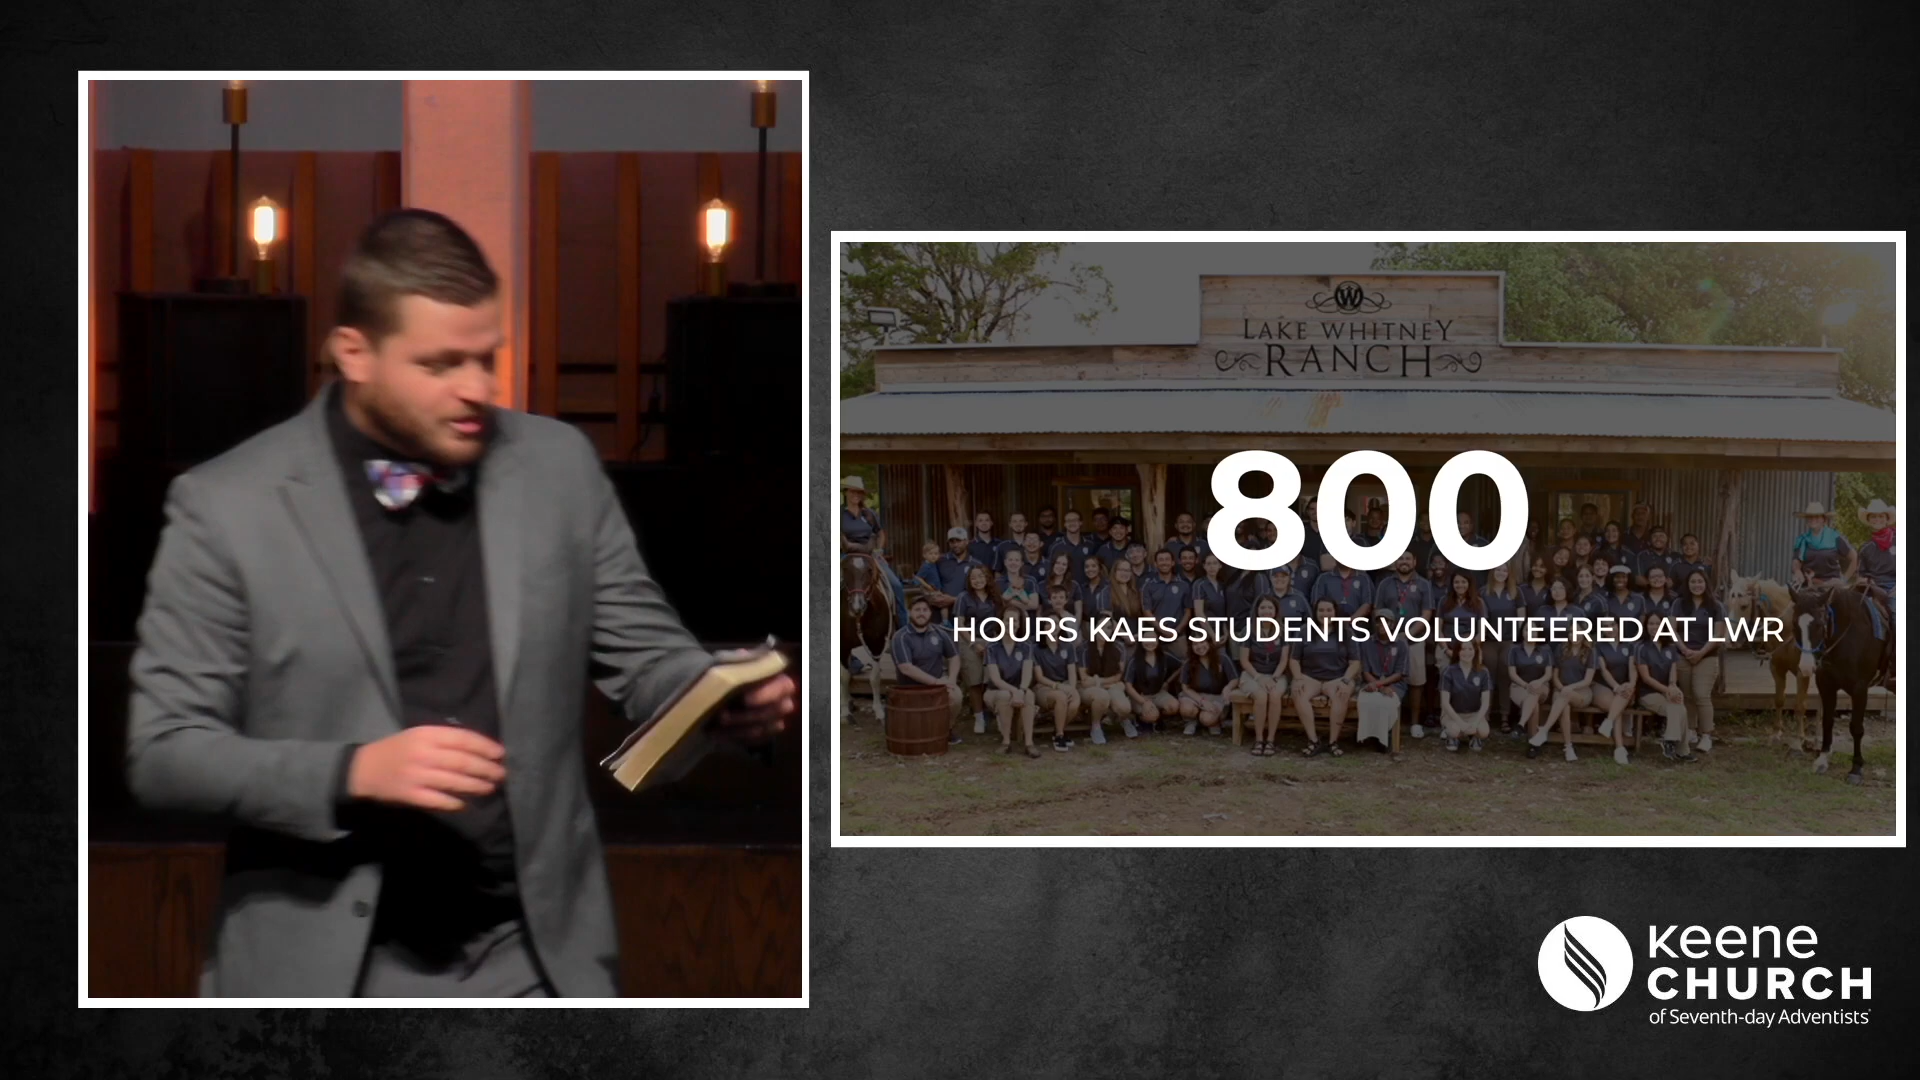 W
LAKE WHITNEY
RANCH
800
HOURS KAES STUDENTS VOLUNTEERED AT LWR
Keene
CHURCH
of Seventh-day Adventists